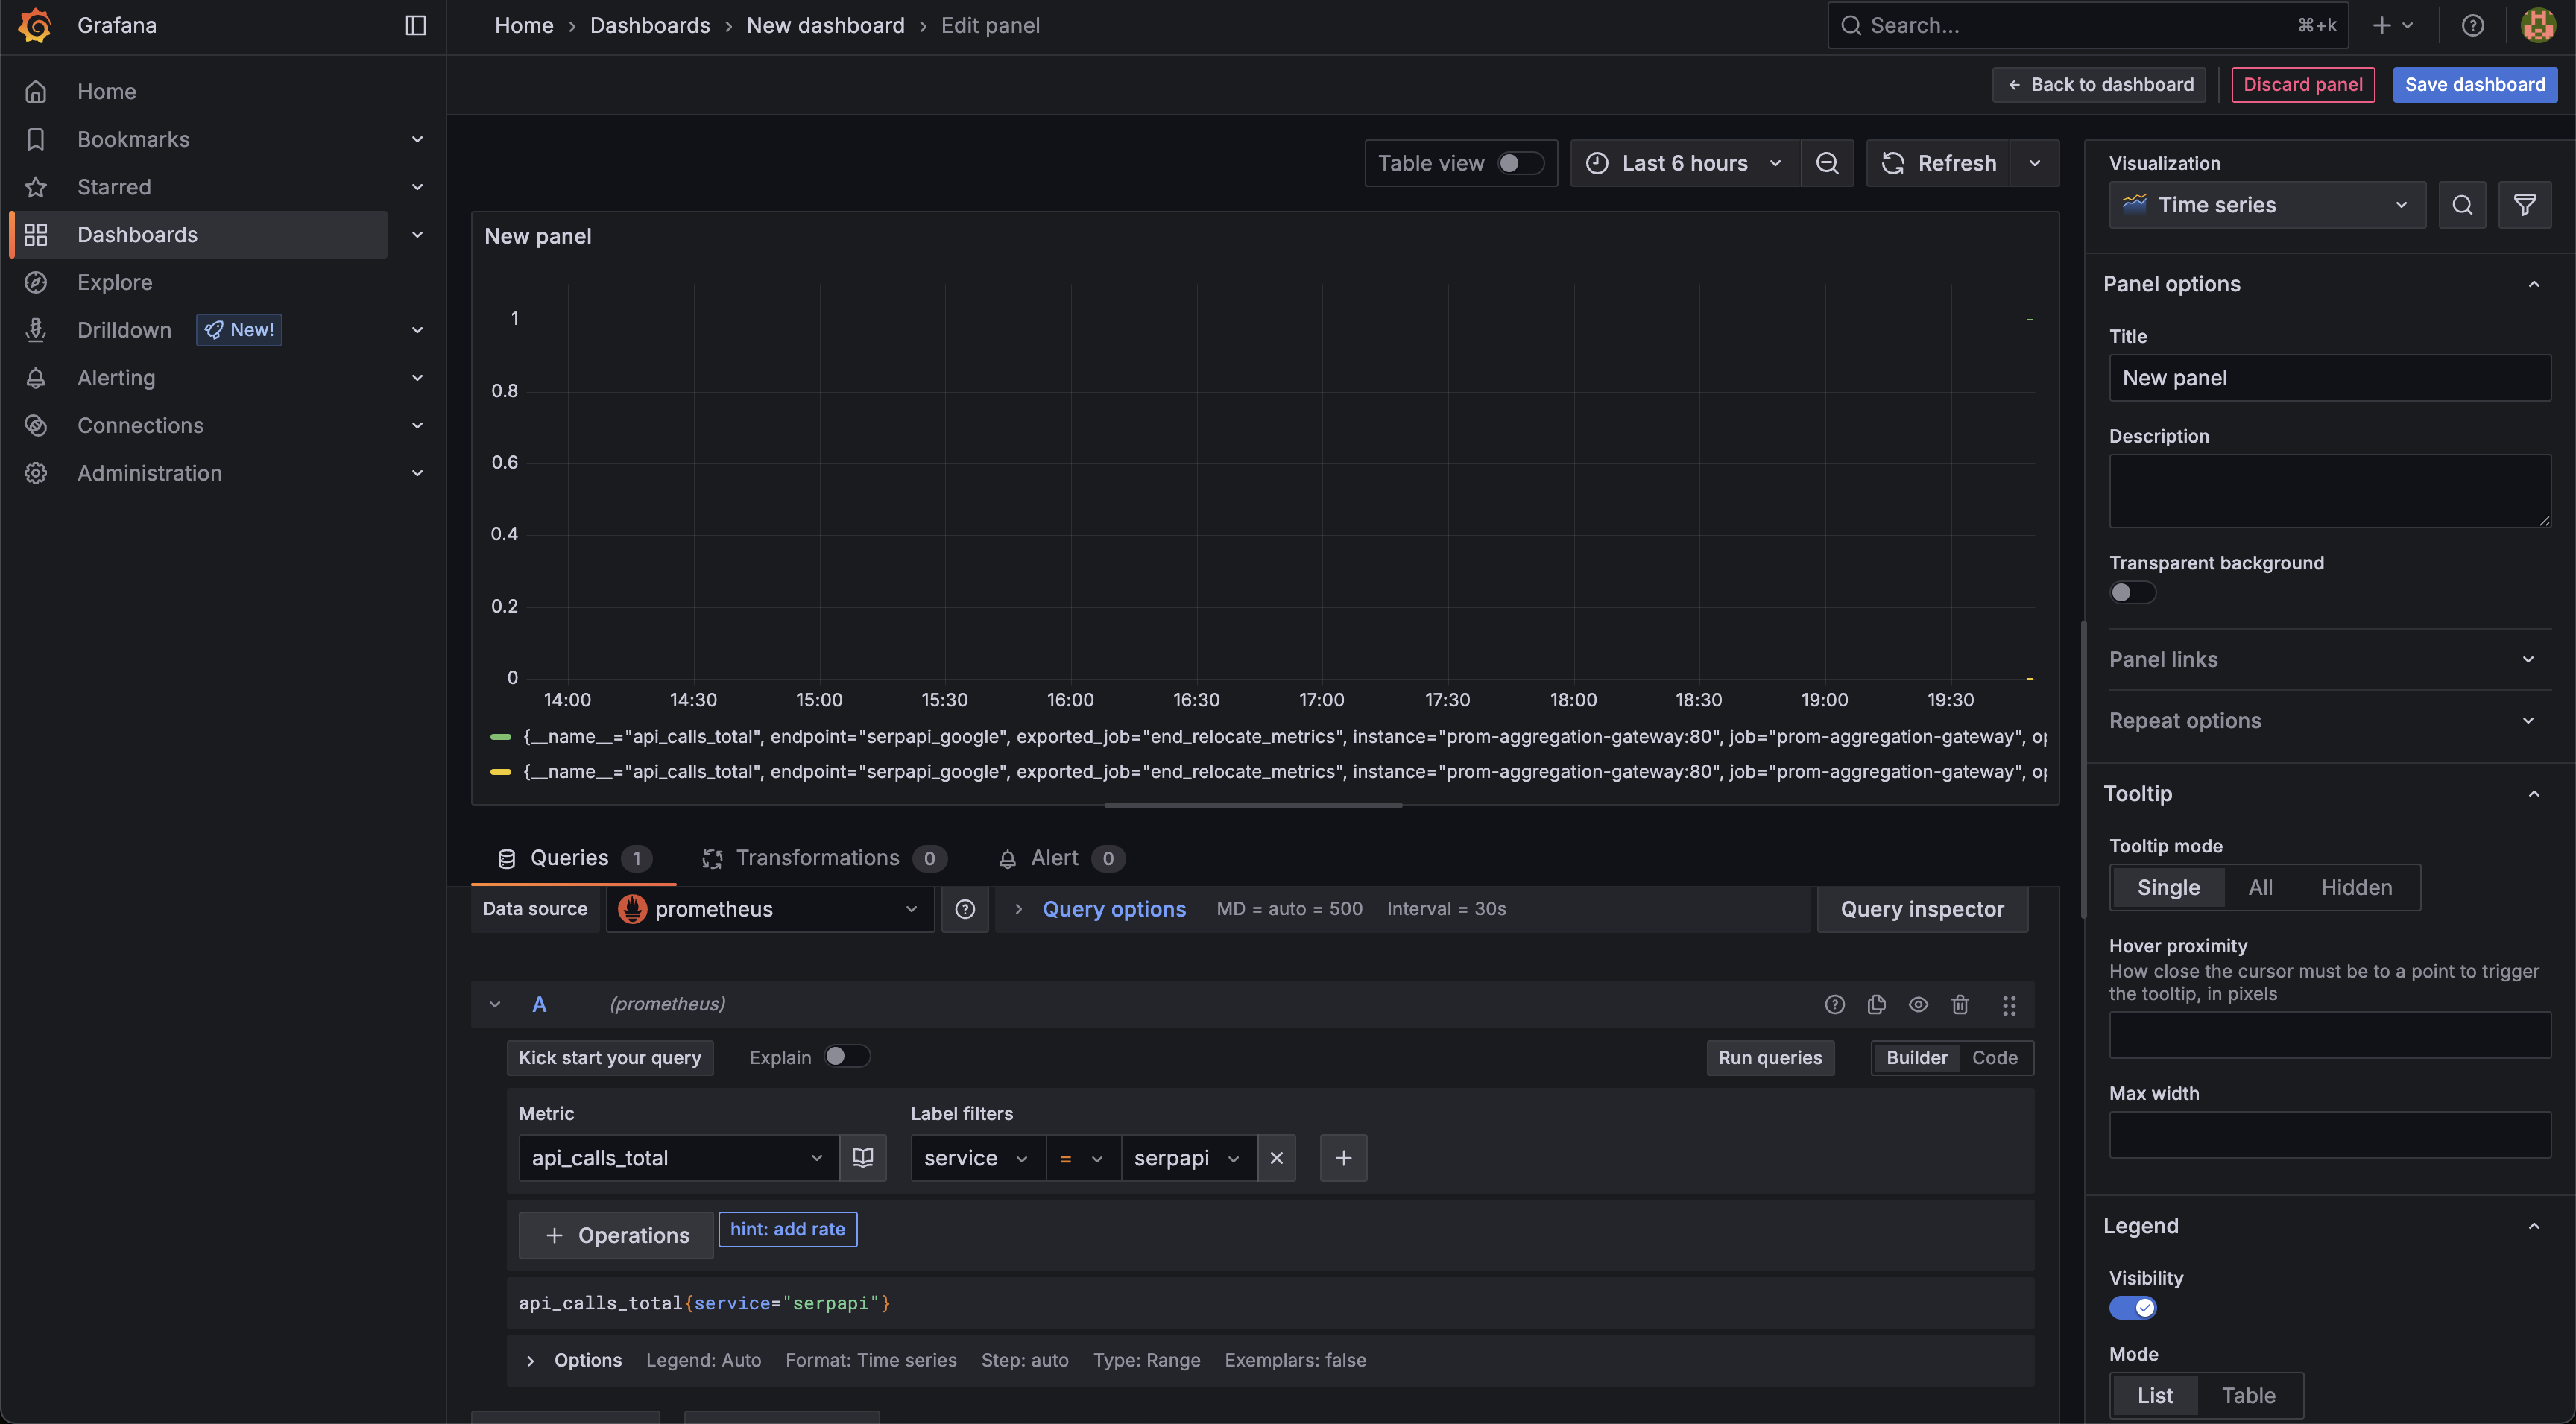 Grafana
Home › Dashboards › New dashboard › Edit panel
Search...
⌘+k
Home
Bookmarks
Starred
Dashboards
Explore
Drilldown
New!
Alerting
Connections
Administration
Back to dashboard
Discard panel
Save dashboard
Table view
Last 6 hours
Refresh
New panel
1
0.8
0.6
0.4
0.2
0
14:00 14:30 15:00 15:30 16:00 16:30 17:00 17:30 18:00 18:30 19:00 19:30
{__name__="api_calls_total", endpoint="serpapi_google", exported_job="end_relocate_metrics", instance="prom-aggregation-gateway:80", job="prom-aggregation-gateway", op
{__name__="api_calls_total", endpoint="serpapi_google", exported_job="end_relocate_metrics", instance="prom-aggregation-gateway:80", job="prom-aggregation-gateway", op
Queries 1
Transformations 0
Alert 0
Data source
prometheus
Query options
MD = auto = 500
Interval = 30s
Query inspector
A
(prometheus)
Kick start your query
Explain
Run queries
Builder
Code
Metric
Label filters
api_calls_total
service
=
serpapi
+ Operations
hint: add rate
api_calls_total{service="serpapi"}
Options
Legend: Auto
Format: Time series
Step: auto
Type: Range
Exemplars: false
Visualization
Time series
Panel options
Title
New panel
Description
Transparent background
Panel links
Repeat options
Tooltip
Tooltip mode
Single
All
Hidden
Hover proximity
How close the cursor must be to a point to trigger
the tooltip, in pixels
Max width
Legend
Visibility
Mode
List
Table